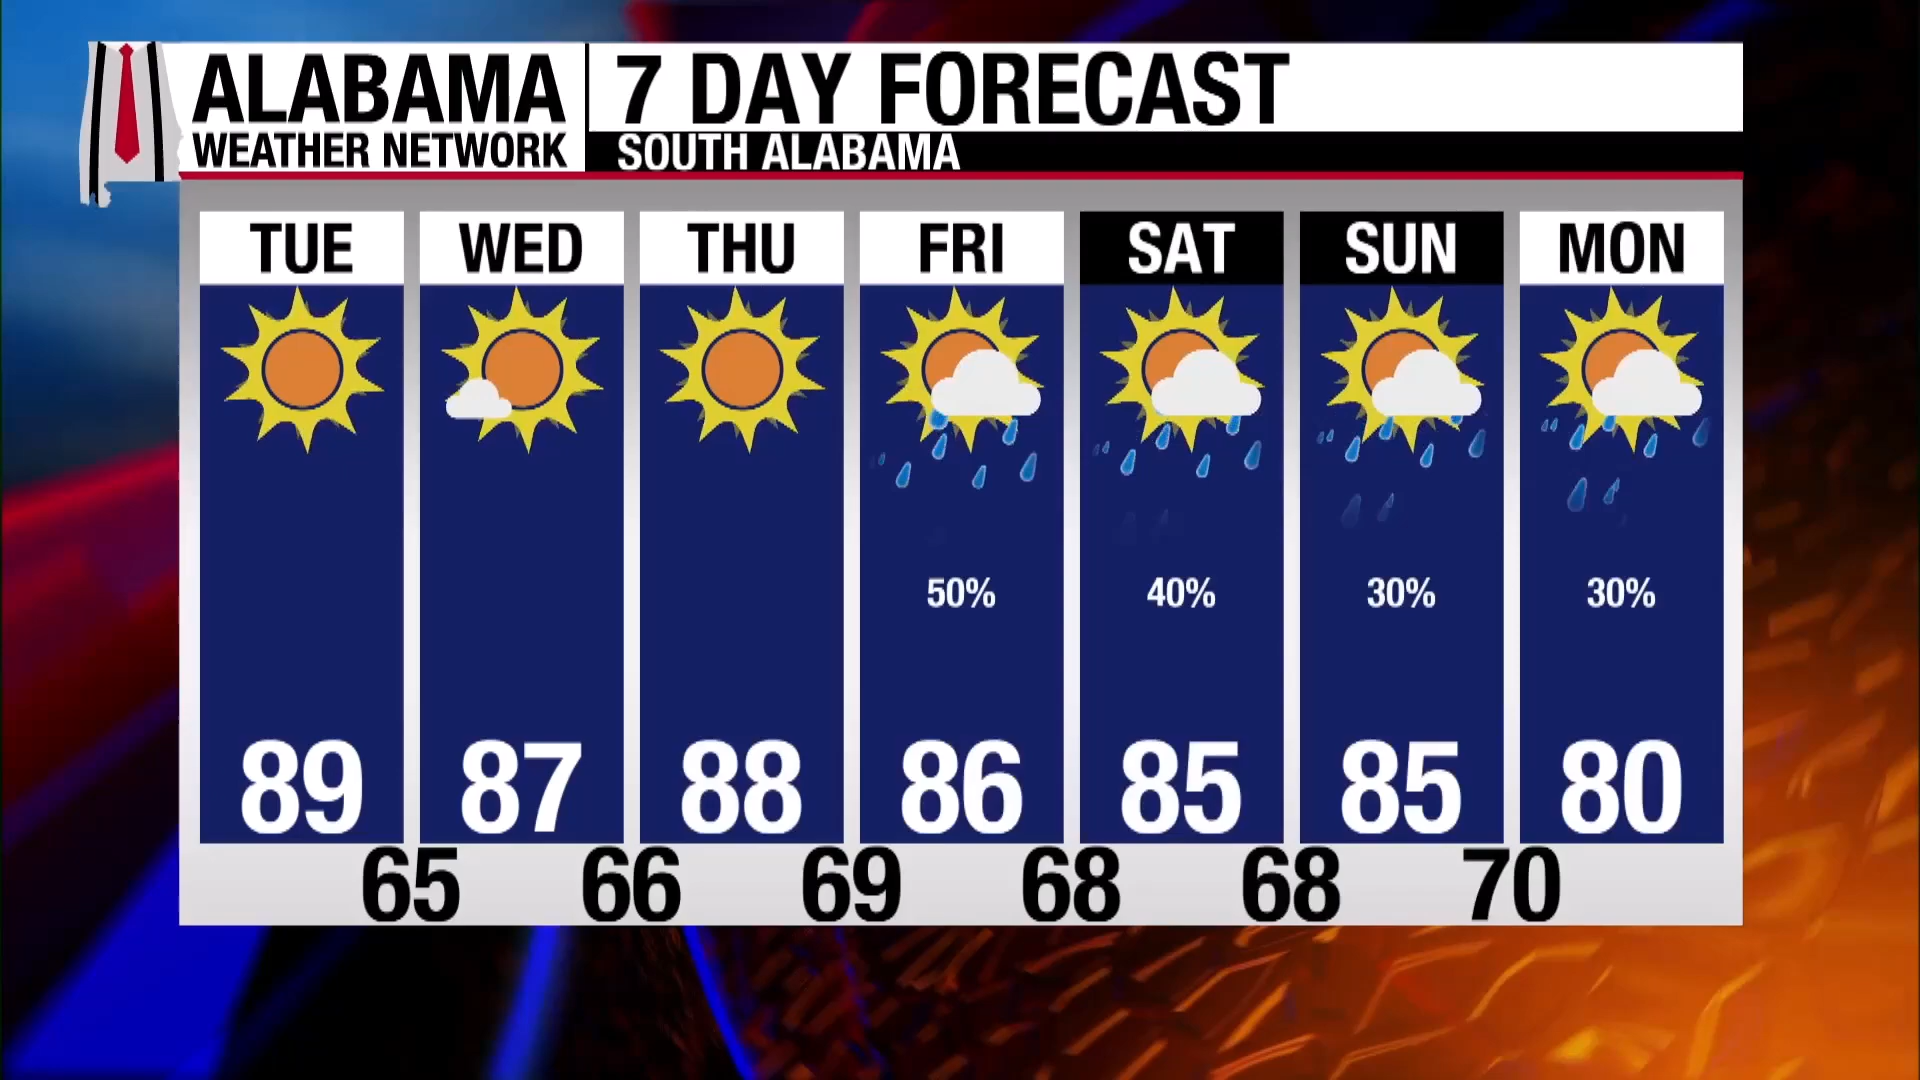 ALABAMA
WEATHER NETWORK
7 DAY FORECAST
SOUTH ALABAMA
TUE WED THU FRI SAT SUN MON
50% 40% 30% 30%
89 87 88 86 85 85 80
65 66 69 68 68 70